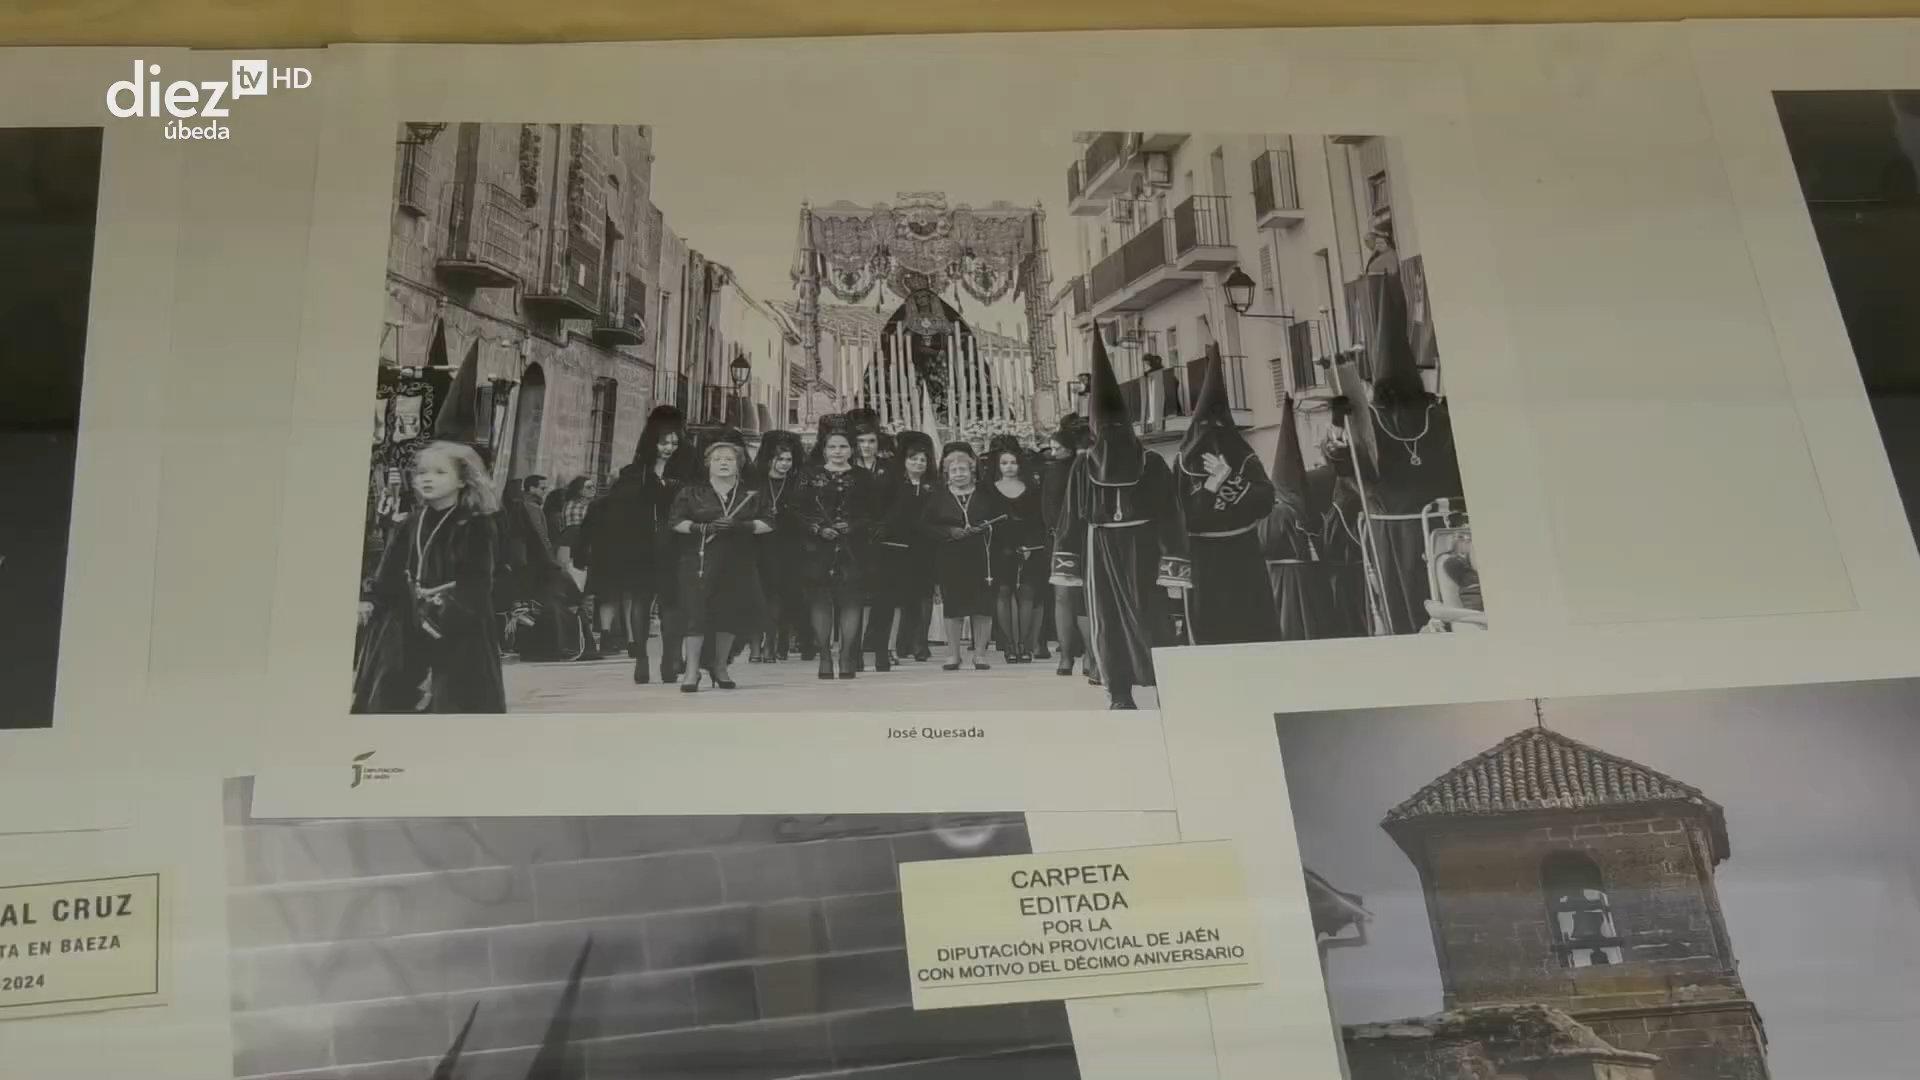 diez tv HD
úbeda
José Quesada
DIPUTACIÓN
DE JAÉN
AL CRUZ
TA EN BAEZA
2024
CARPETA
EDITADA
POR LA
DIPUTACIÓN PROVICIAL DE JAÉN
CON MOTIVO DEL DÉCIMO ANIVERSARIO